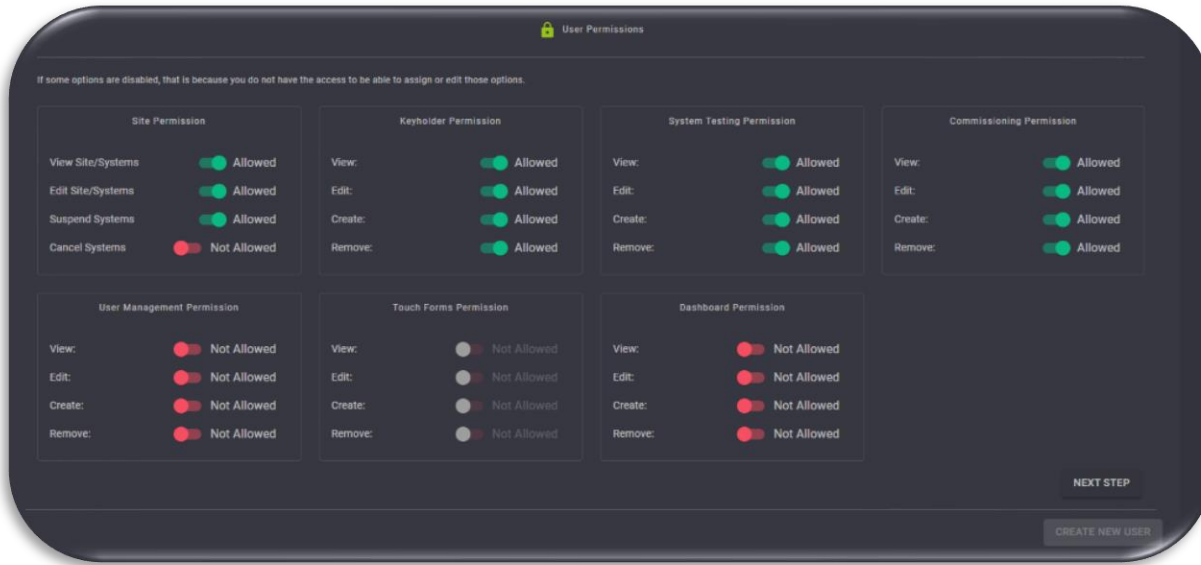 User Permissions
If some options are disabled, that is because you do not have the access to be able to assign or edit those options.
Site Permission
View Site/Systems Allowed
Edit Site/Systems Allowed
Suspend Systems Allowed
Cancel Systems Not Allowed
Keyholder Permission
View: Allowed
Edit: Allowed
Create: Allowed
Remove: Allowed
System Testing Permission
View: Allowed
Edit: Allowed
Create: Allowed
Remove: Allowed
Commissioning Permission
View: Allowed
Edit: Allowed
Create: Allowed
Remove: Allowed
User Management Permission
View: Not Allowed
Edit: Not Allowed
Create: Not Allowed
Remove: Not Allowed
Touch Forms Permission
View: Not Allowed
Edit: Not Allowed
Create: Not Allowed
Remove: Not Allowed
Dashboard Permission
View: Not Allowed
Edit: Not Allowed
Create: Not Allowed
Remove: Not Allowed
NEXT STEP
CREATE NEW USER